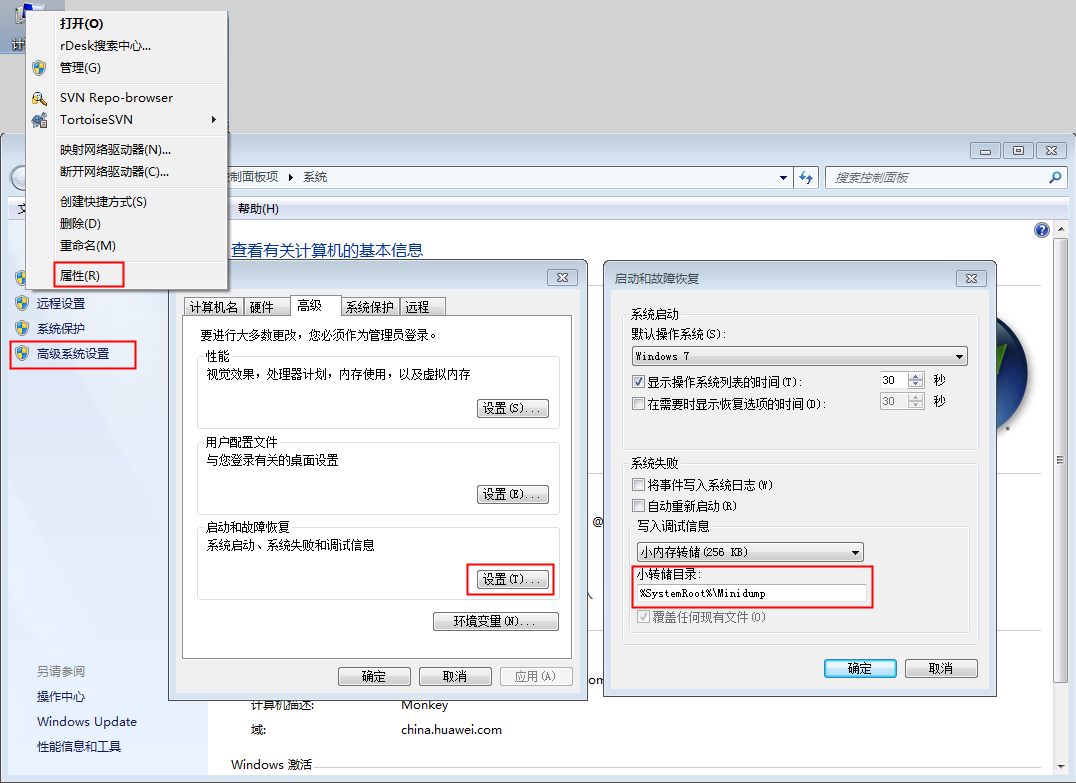 计
打开(O)
rDesk搜索中心...
管理(G)
SVN Repo-browser
TortoiseSVN
映射网络驱动器(N)...
断开网络驱动器(C)...
创建快捷方式(S)
删除(D)
重命名(M)
属性(R)
控制面板项 系统
搜索控制面板
帮助(H)
查看有关计算机的基本信息
远程设置
系统保护
高级系统设置
另请参阅
操作中心
Windows Update
性能信息和工具
计算机名 硬件 高级 系统保护 远程
要进行大多数更改，您必须作为管理员登录。
性能
视觉效果，处理器计划，内存使用，以及虚拟内存
设置(S)...
用户配置文件
与您登录有关的桌面设置
设置(E)...
启动和故障恢复
系统启动、系统失败和调试信息
设置(T)...
环境变量(N)...
确定 取消 应用(A)
启动和故障恢复
系统启动
默认操作系统(S):
Windows 7
显示操作系统列表的时间(T): 30 秒
在需要时显示恢复选项的时间(D): 30 秒
系统失败
将事件写入系统日志(W)
自动重新启动(R)
写入调试信息
小内存转储(256 KB)
小转储目录:
%SystemRoot%\Minidump
覆盖任何现有文件(O)
确定 取消
@
om
计算机描述: Monkey
域: china.huawei.com
Windows 激活